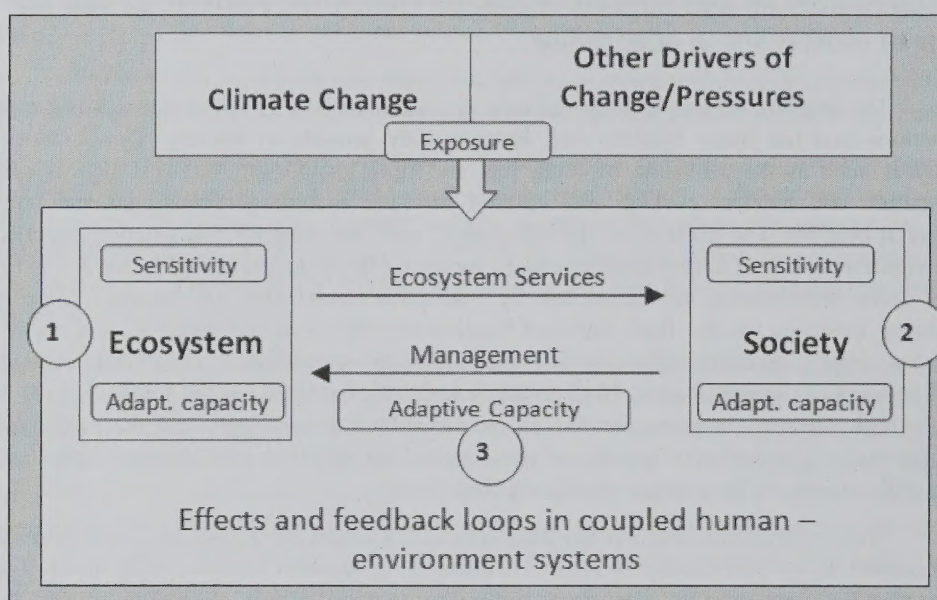 Climate Change
Other Drivers of
Change/Pressures
Exposure
Sensitivity
1
Ecosystem
Adapt. capacity
Ecosystem Services
Management
Adaptive Capacity
3
Sensitivity
2
Society
Adapt. capacity
Effects and feedback loops in coupled human –
environment systems